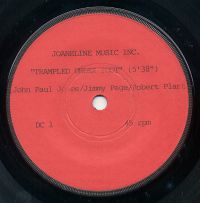 JOANELINE MUSIC INC.
"TRAMPLED UNDER FOOT" (5'38")
John Paul Jones/Jimmy Page/Robert Plant
DC 1 45 rpm